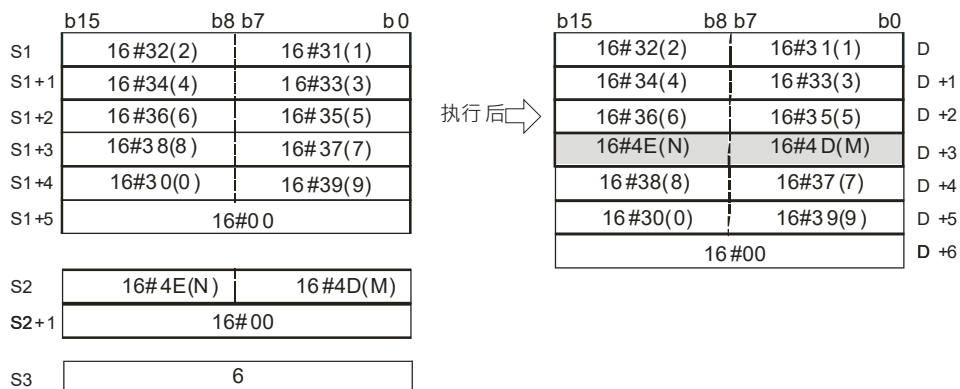 b15 b8 b7 b0
S1 16#32(2) 16#31(1)
S1+1 16#34(4) 16#33(3)
S1+2 16#36(6) 16#35(5)
S1+3 16#38(8) 16#37(7)
S1+4 16#30(0) 16#39(9)
S1+5 16#00
S2 16#4E(N) 16#4D(M)
S2+1 16#00
S3 6
执行后
b15 b8 b7 b0
16#32(2) 16#31(1) D
16#34(4) 16#33(3) D+1
16#36(6) 16#35(5) D+2
16#4E(N) 16#4D(M) D+3
16#38(8) 16#37(7) D+4
16#30(0) 16#39(9) D+5
16#00 D+6